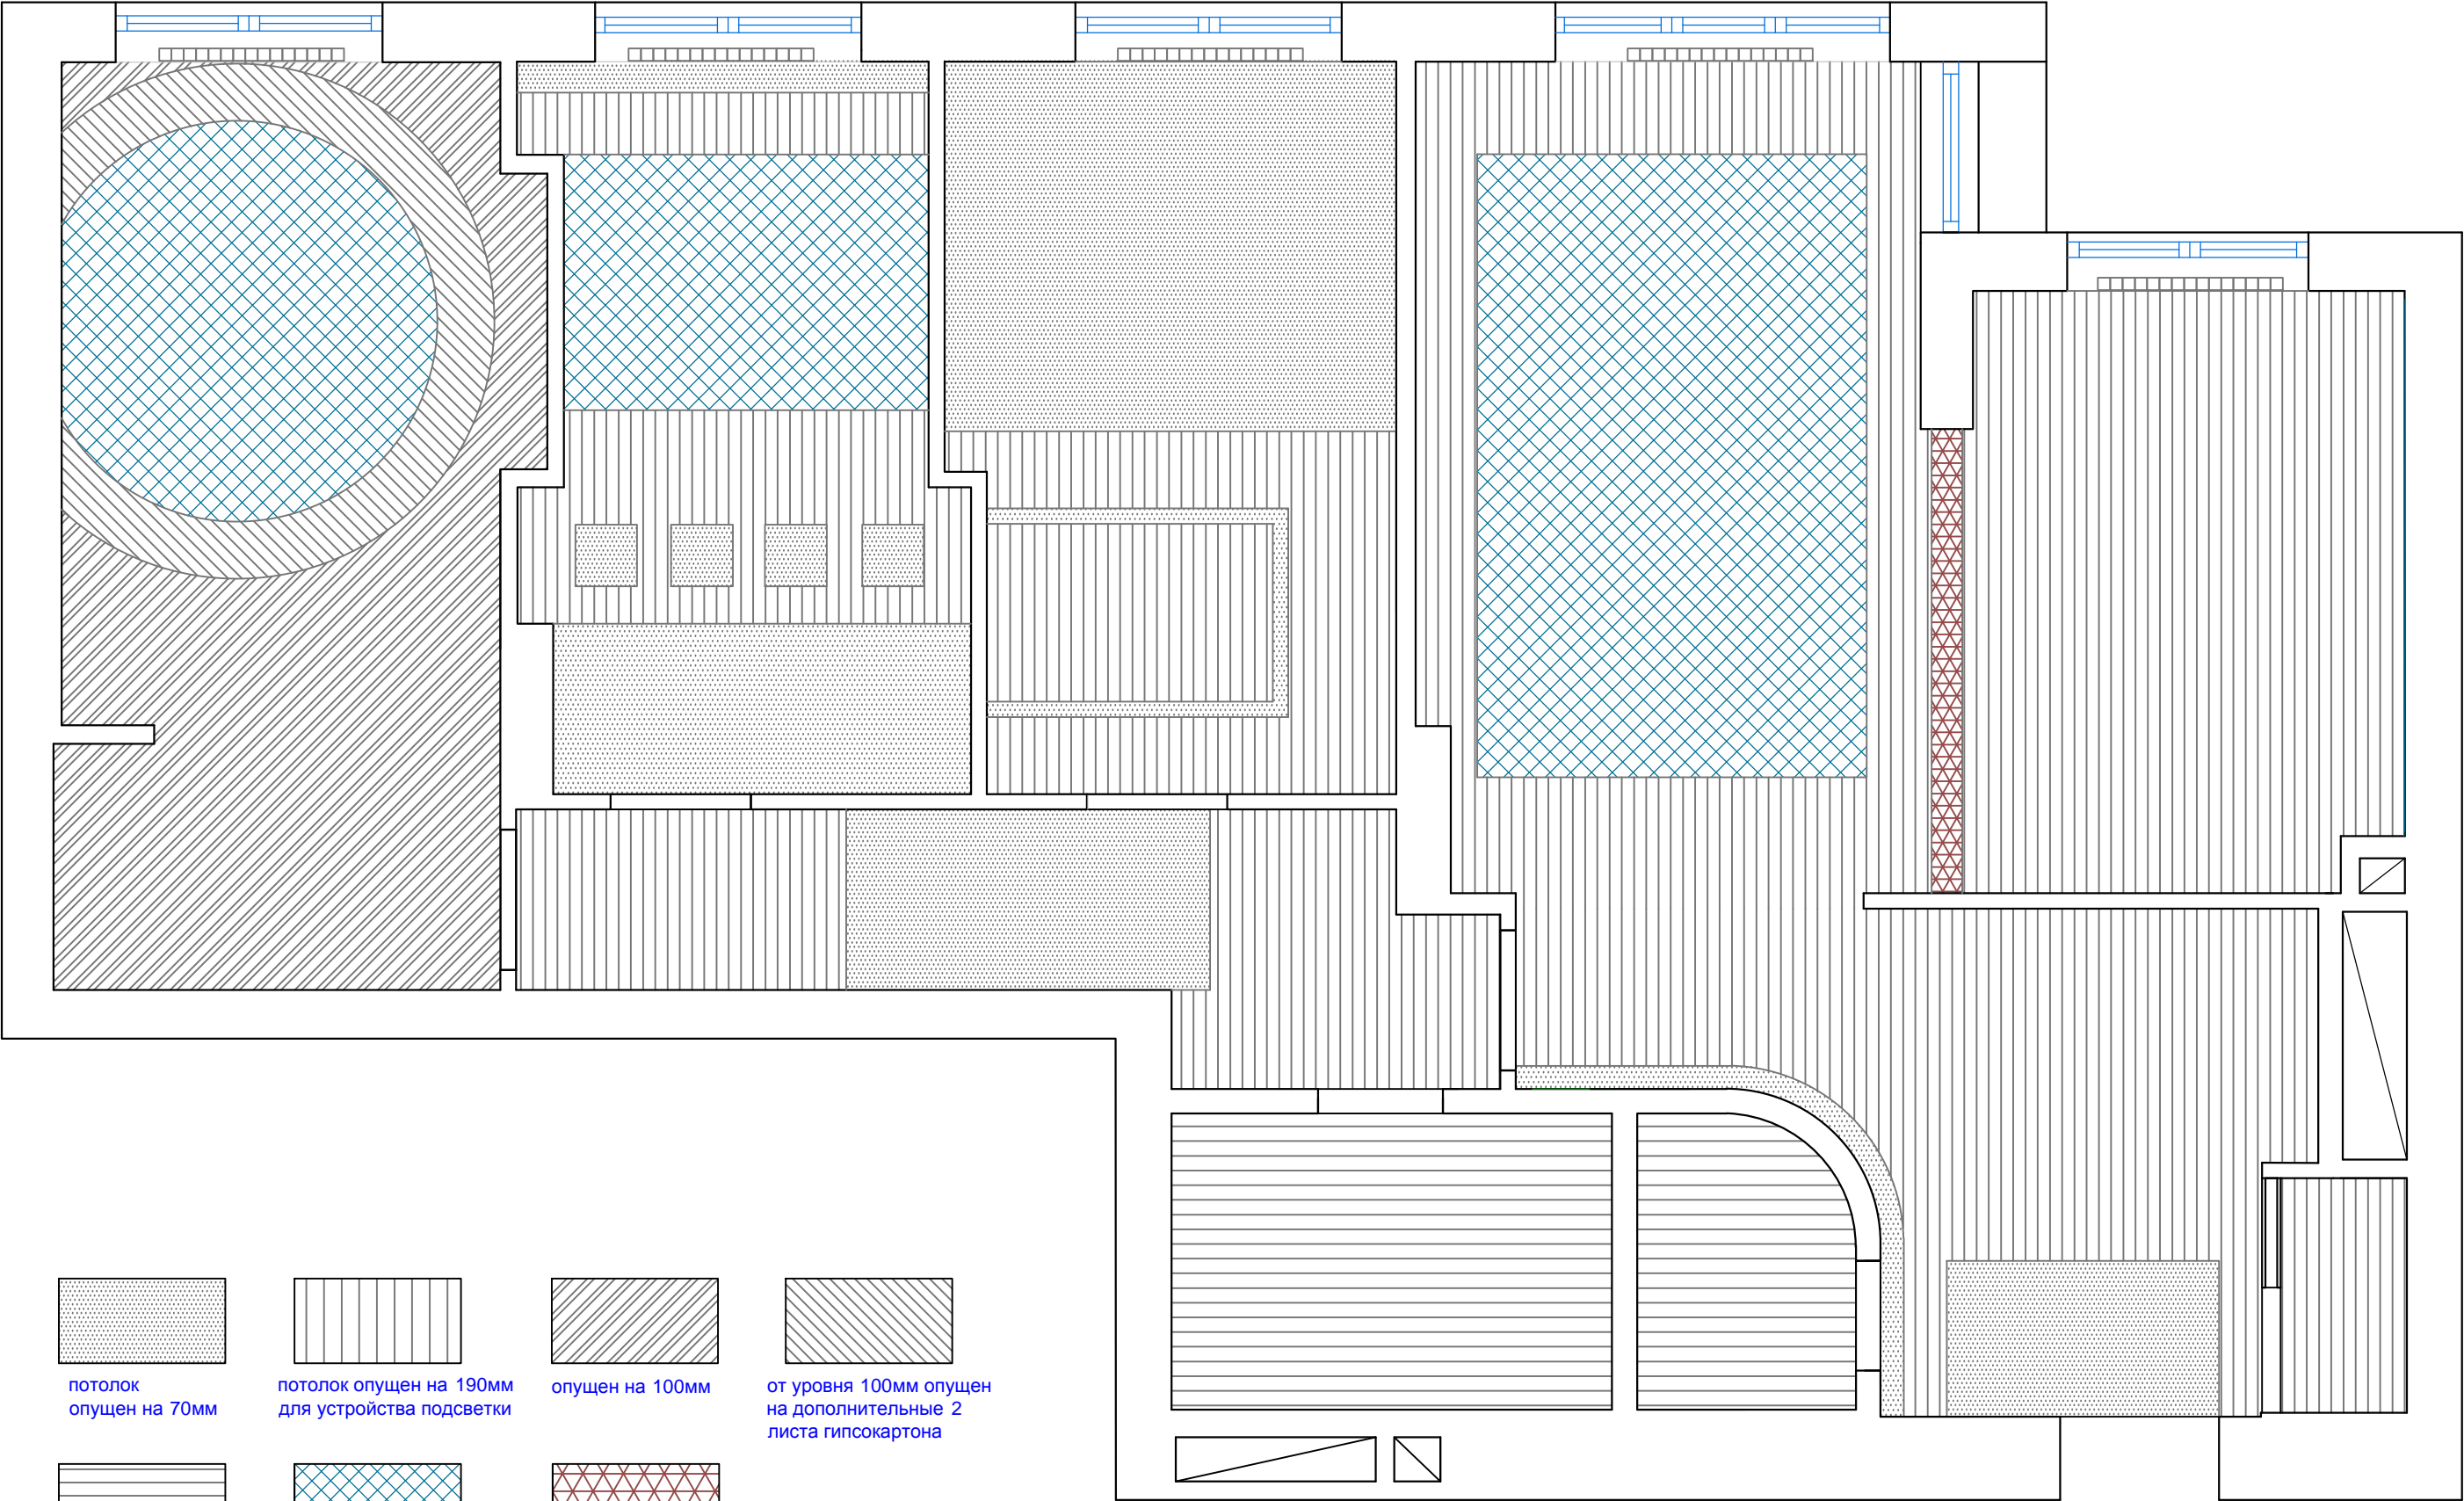 потолок
опущен на 70мм
потолок опущен на 190мм
для устройства подсветки
опущен на 100мм
от уровня 100мм опущен
на дополнительные 2
листа гипсокартона